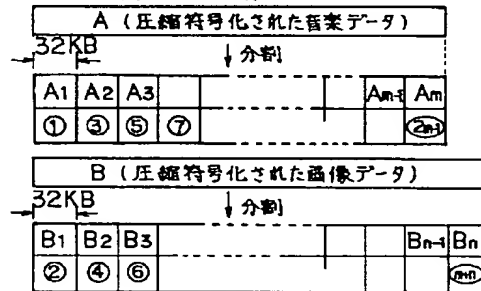 A (圧縮符号化された音楽データ)
32KB
↓分割
A1 A2 A3 Am-1 Am
① ③ ⑤ ⑦ 2m-1
B (圧縮符号化された画像データ)
32KB
↓分割
B1 B2 B3 Bn-1 Bn
② ④ ⑥ m+n